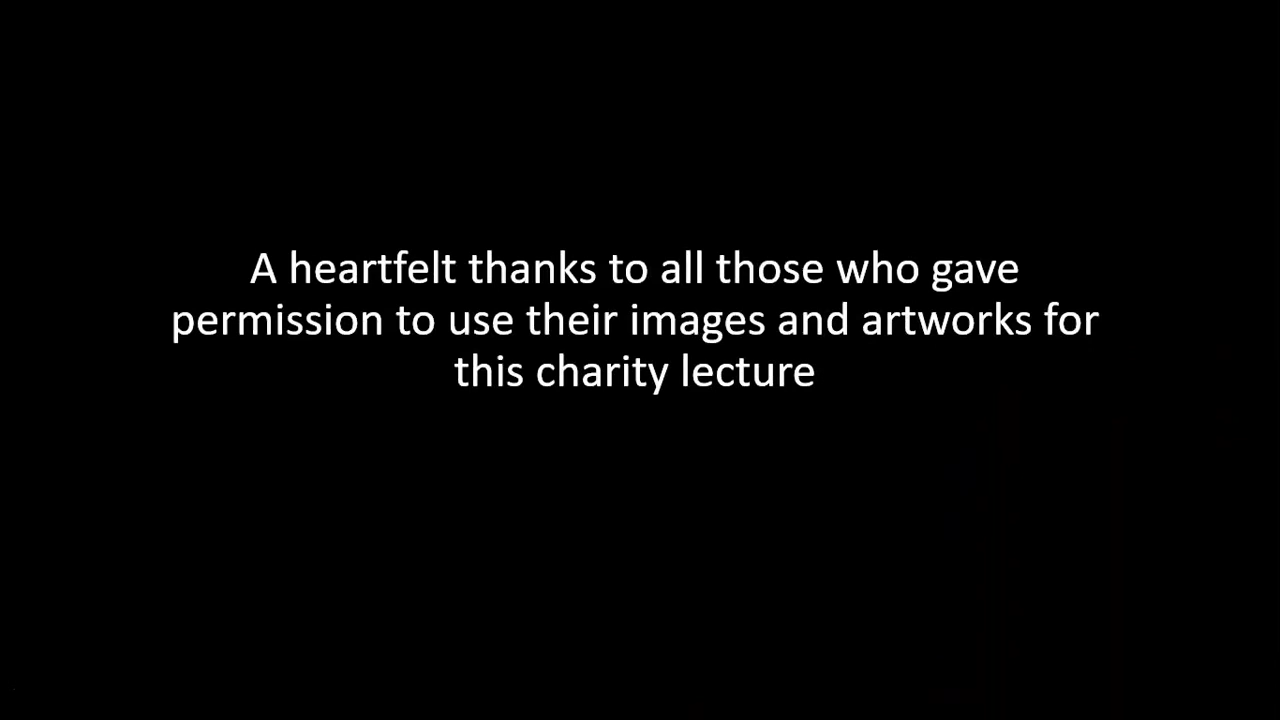 A heartfelt thanks to all those who gave
permission to use their images and artworks for
this charity lecture